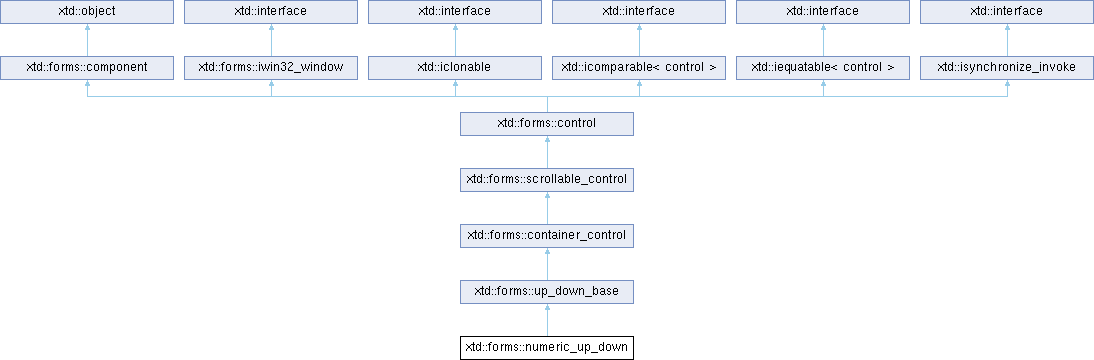 xtd::object
xtd::interface
xtd::interface
xtd::interface
xtd::interface
xtd::interface
xtd::forms::component
xtd::forms::iwin32_window
xtd::iclonable
xtd::icomparable< control >
xtd::iequatable< control >
xtd::isynchronize_invoke
xtd::forms::control
xtd::forms::scrollable_control
xtd::forms::container_control
xtd::forms::up_down_base
xtd::forms::numeric_up_down